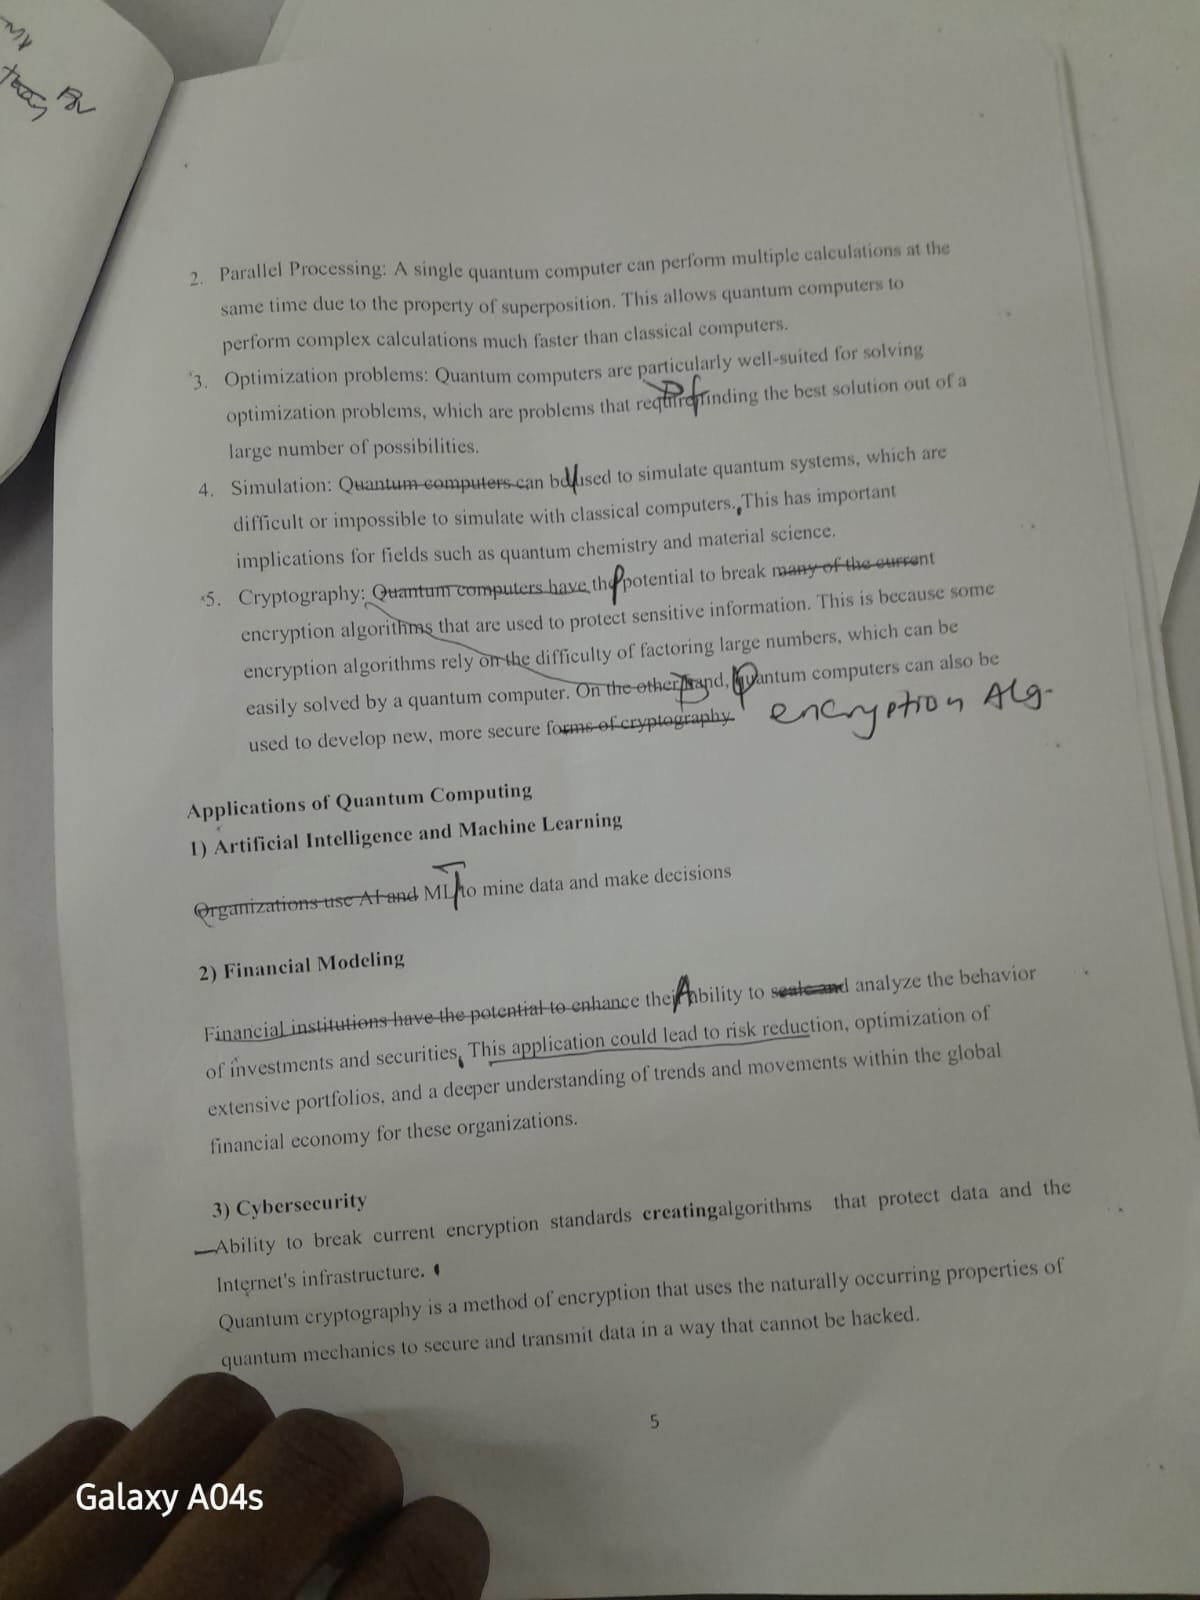 2. Parallel Processing: A single quantum computer can perform multiple calculations at the
same time due to the property of superposition. This allows quantum computers to
perform complex calculations much faster than classical computers.
3. Optimization problems: Quantum computers are particularly well-suited for solving
optimization problems, which are problems that require finding the best solution out of a
large number of possibilities.
4. Simulation: Quantum computers can be used to simulate quantum systems, which are
difficult or impossible to simulate with classical computers. This has important
implications for fields such as quantum chemistry and material science.
5. Cryptography: Quantum computers have the potential to break many of the current
encryption algorithms that are used to protect sensitive information. This is because some
encryption algorithms rely on the difficulty of factoring large numbers, which can be
easily solved by a quantum computer. On the other hand, quantum computers can also be
used to develop new, more secure forms of cryptography. encryption Alg.
Applications of Quantum Computing
1) Artificial Intelligence and Machine Learning
Organizations use AI and ML to mine data and make decisions
2) Financial Modeling
Financial institutions have the potential to enhance their Ability to scale and analyze the behavior
of investments and securities. This application could lead to risk reduction, optimization of
extensive portfolios, and a deeper understanding of trends and movements within the global
financial economy for these organizations.
3) Cybersecurity
Ability to break current encryption standards creatingalgorithms that protect data and the
Internet's infrastructure.
Quantum cryptography is a method of encryption that uses the naturally occurring properties of
quantum mechanics to secure and transmit data in a way that cannot be hacked.
5
Galaxy A04s